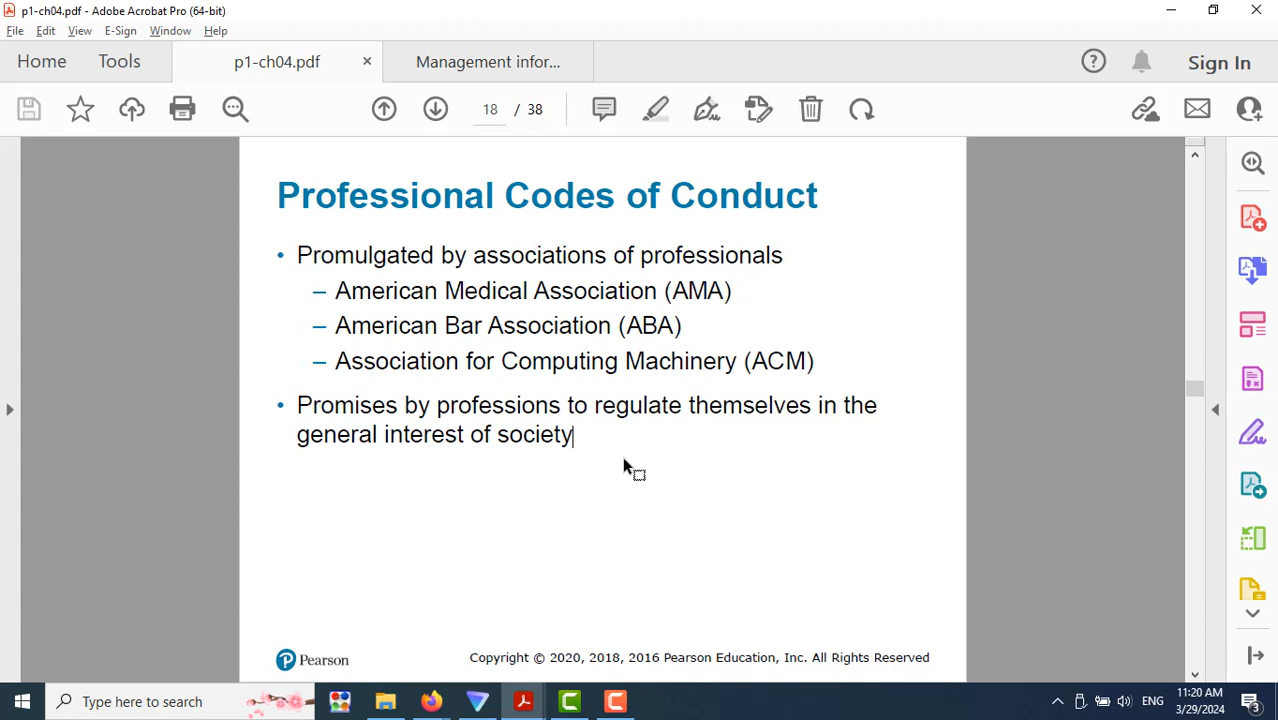 p1-ch04.pdf - Adobe Acrobat Pro (64-bit)
File Edit View E-Sign Window Help
Home Tools p1-ch04.pdf × Management infor... Sign In
18 / 38
Professional Codes of Conduct
• Promulgated by associations of professionals
– American Medical Association (AMA)
– American Bar Association (ABA)
– Association for Computing Machinery (ACM)
• Promises by professions to regulate themselves in the
general interest of society
Pearson
Copyright © 2020, 2018, 2016 Pearson Education, Inc. All Rights Reserved
Type here to search
ENG
11:20 AM
3/29/2024
3